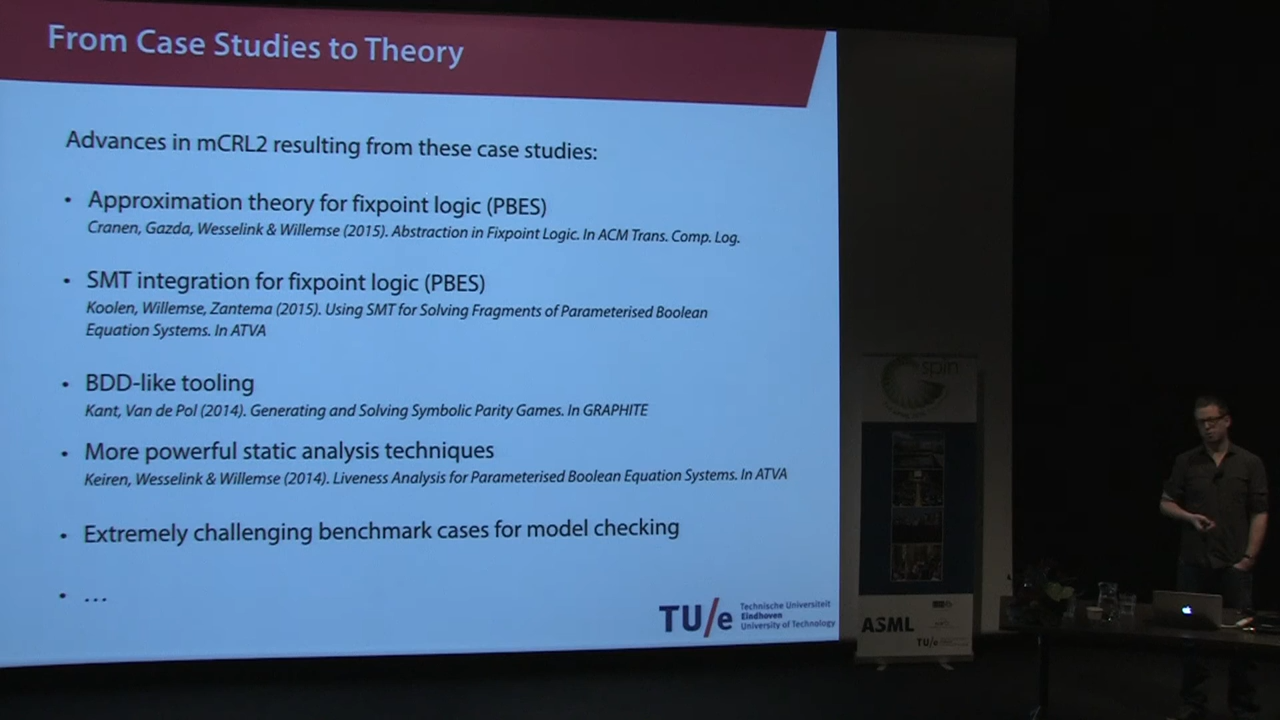 From Case Studies to Theory
Advances in mCRL2 resulting from these case studies:
• Approximation theory for fixpoint logic (PBES)
Cranen, Gazda, Wesselink & Willemse (2015). Abstraction in Fixpoint Logic. In ACM Trans. Comp. Log.
• SMT integration for fixpoint logic (PBES)
Koolen, Willemse, Zantema (2015). Using SMT for Solving Fragments of Parameterised Boolean
Equation Systems. In ATVA
• BDD-like tooling
Kant, Van de Pol (2014). Generating and Solving Symbolic Parity Games. In GRAPHITE
• More powerful static analysis techniques
Keiren, Wesselink & Willemse (2014). Liveness Analysis for Parameterised Boolean Equation Systems. In ATVA
• Extremely challenging benchmark cases for model checking
• ...
TU/e
Technische Universiteit
Eindhoven
University of Technology
spin
ASML
TU/e